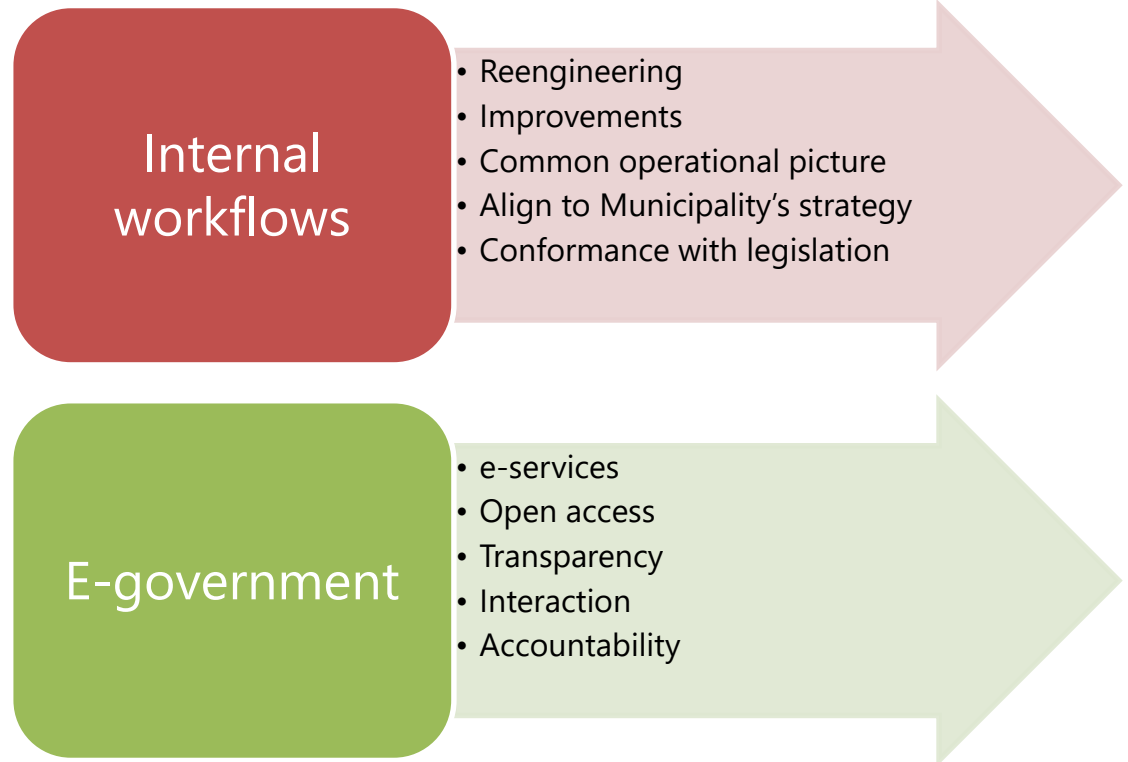 Internal
workflows
• Reengineering
• Improvements
• Common operational picture
• Align to Municipality’s strategy
• Conformance with legislation
E-government
• e-services
• Open access
• Transparency
• Interaction
• Accountability